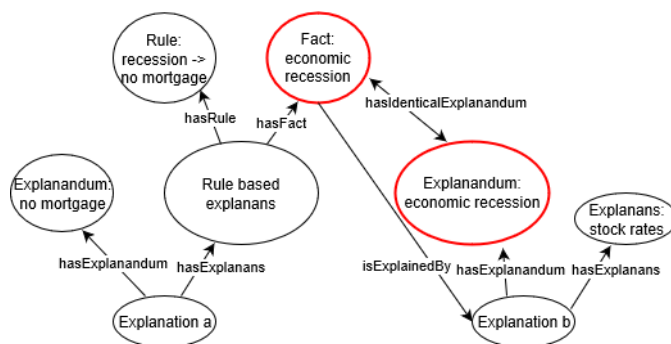 Rule:
recession ->
no mortgage
Fact:
economic
recession
hasIdenticalExplanandum
hasRule
hasFact
Explanandum:
no mortgage
Rule based
explanans
Explanandum:
economic recession
Explanans:
stock rates
hasExplanandum
hasExplanans
isExplainedBy
hasExplanandum
hasExplanans
Explanation a
Explanation b